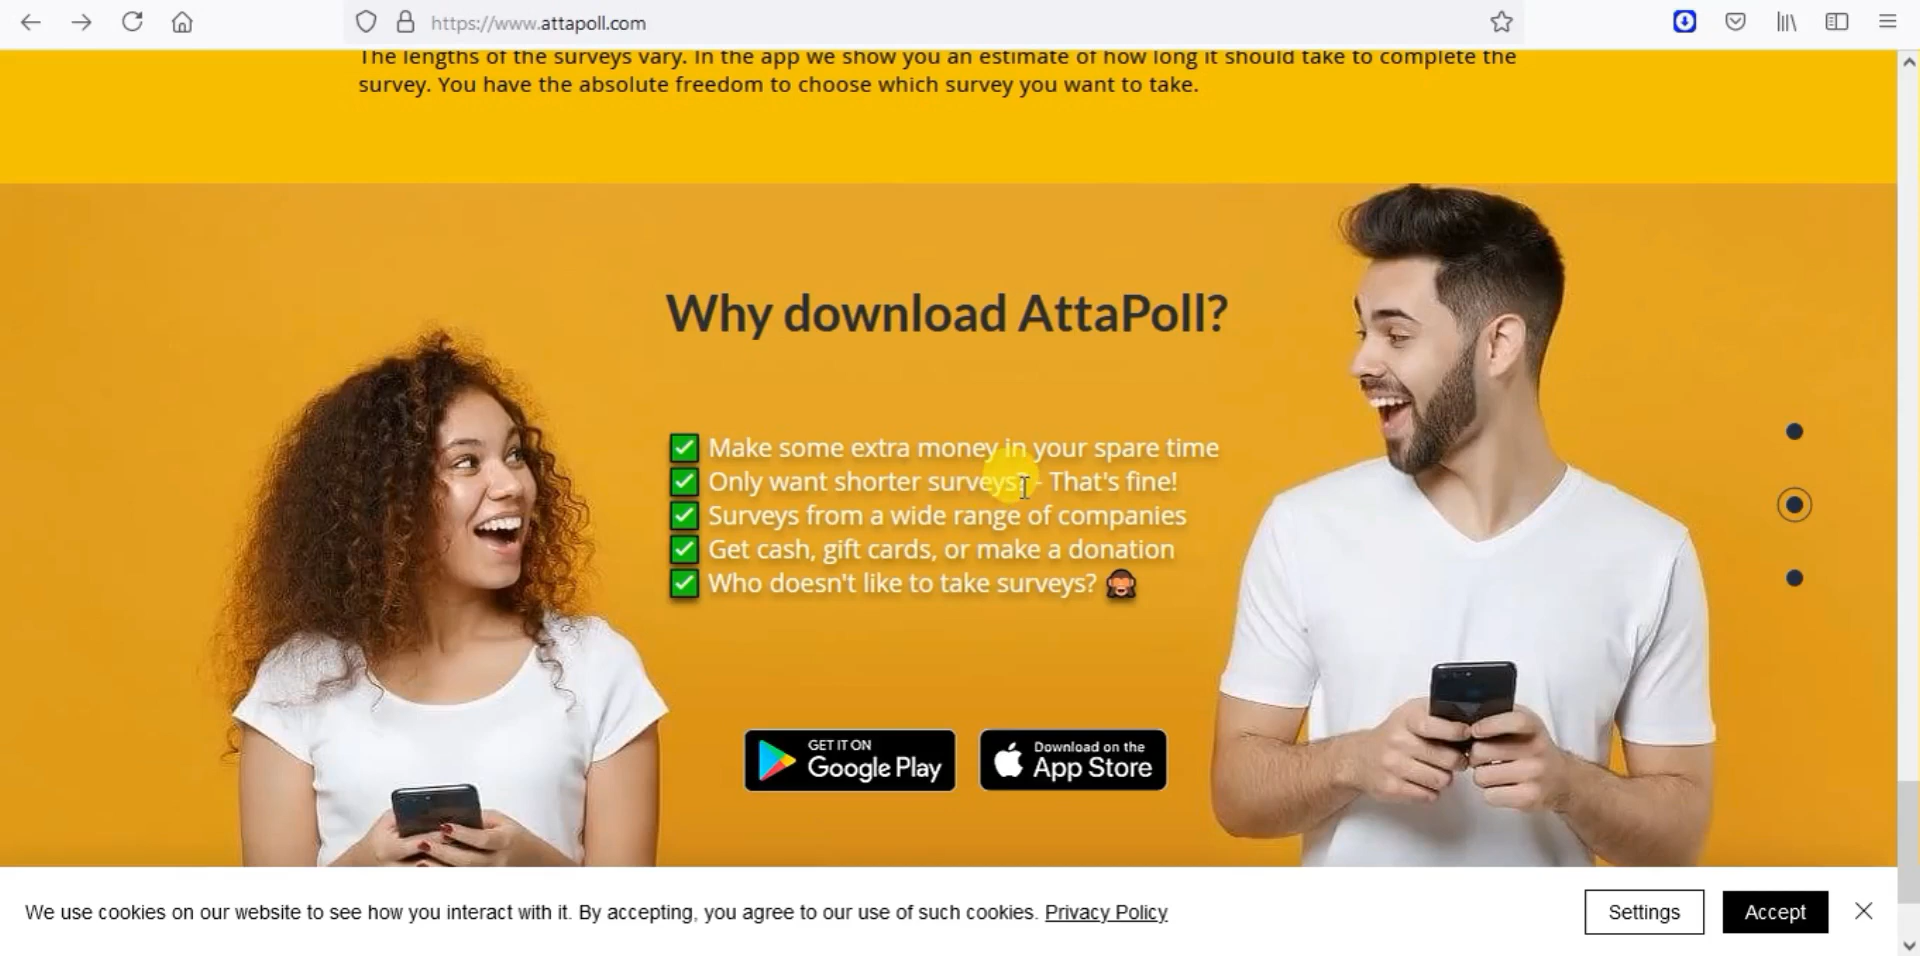 https://www.attapoll.com
The lengths of the surveys vary. In the app we show you an estimate of how long it should take to complete the
survey. You have the absolute freedom to choose which survey you want to take.
Why download AttaPoll?
✅ Make some extra money in your spare time
✅ Only want shorter surveys? - That's fine!
✅ Surveys from a wide range of companies
✅ Get cash, gift cards, or make a donation
✅ Who doesn't like to take surveys? 🙈
GET IT ON
Google Play
Download on the
App Store
We use cookies on our website to see how you interact with it. By accepting, you agree to our use of such cookies. Privacy Policy
Settings
Accept